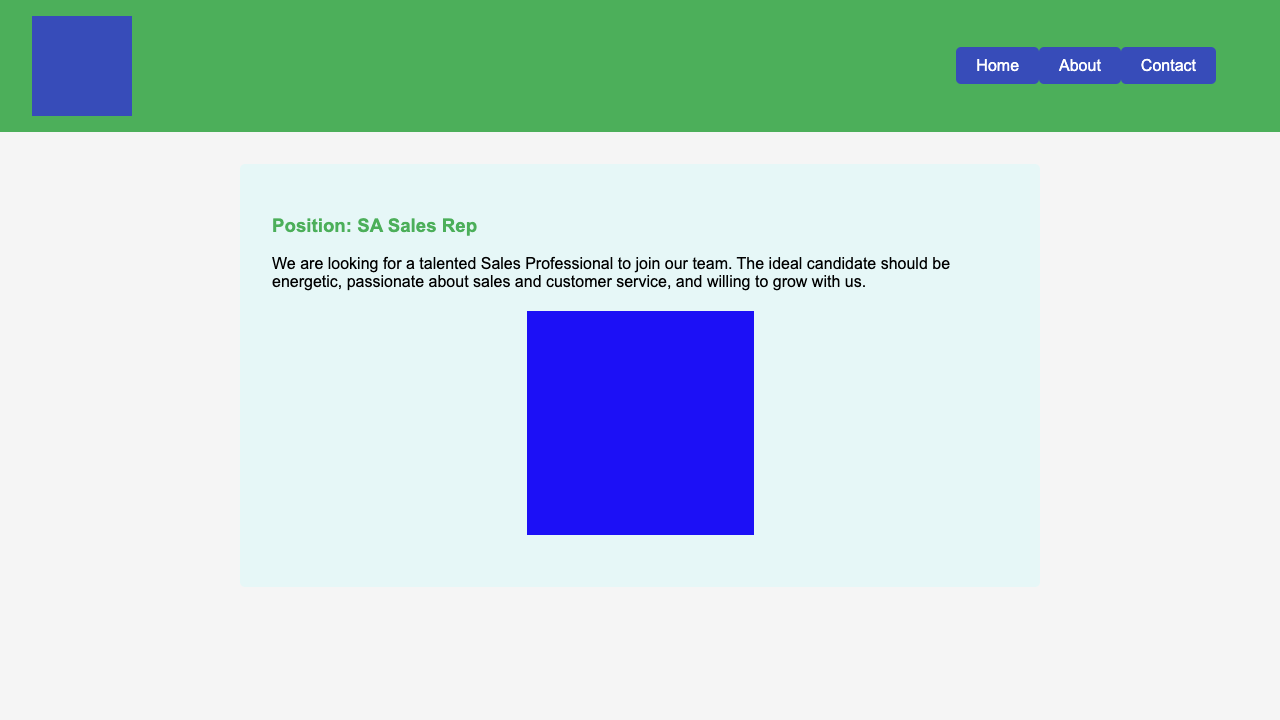 Home About Contact
Position: SA Sales Rep
We are looking for a talented Sales Professional to join our team. The ideal candidate should be
energetic, passionate about sales and customer service, and willing to grow with us.